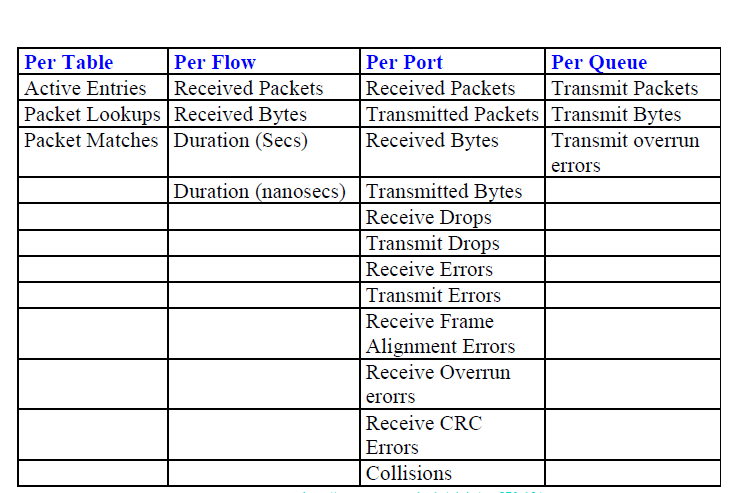 Per Table Per Flow Per Port Per Queue
Active Entries Received Packets Received Packets Transmit Packets
Packet Lookups Received Bytes Transmitted Packets Transmit Bytes
Packet Matches Duration (Secs) Received Bytes Transmit overrun
errors
Duration (nanosecs) Transmitted Bytes
Receive Drops
Transmit Drops
Receive Errors
Transmit Errors
Receive Frame
Alignment Errors
Receive Overrun
erorrs
Receive CRC
Errors
Collisions